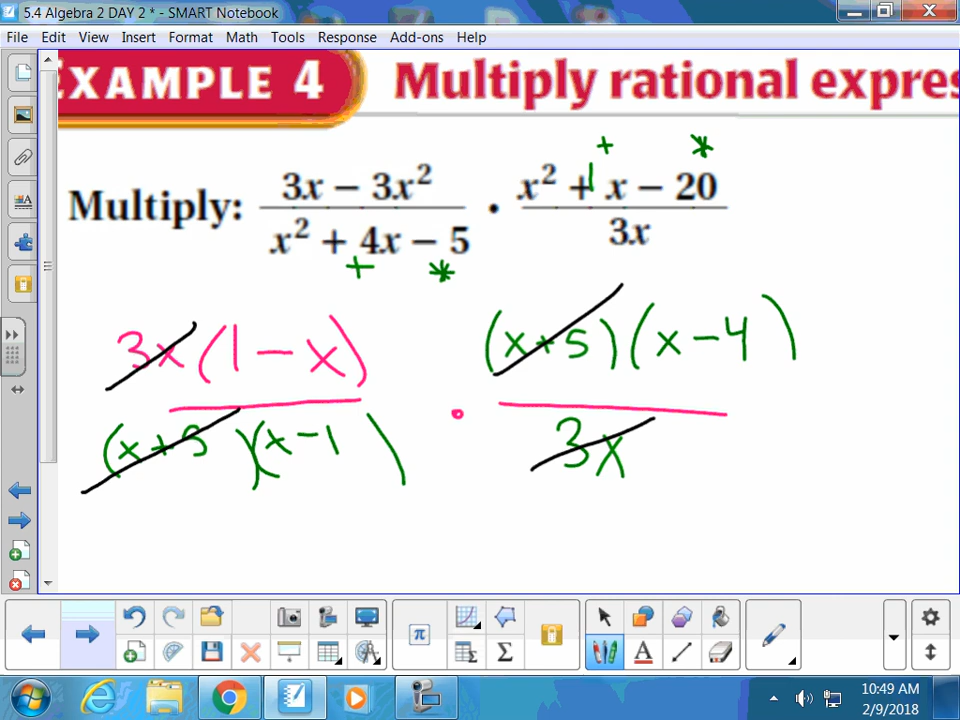 5.4 Algebra 2 DAY 2 * - SMART Notebook
File Edit View Insert Format Math Tools Response Add-ons Help
EXAMPLE 4 Multiply rational expres
+ *
Multiply: 3x − 3x² / x² + 4x − 5 • x² + 1x − 20 / 3x
+ *
3x(1 − x) (x+5)(x−4)
•
(x+5)(x−1) 3x
π Σ A
10:49 AM
2/9/2018